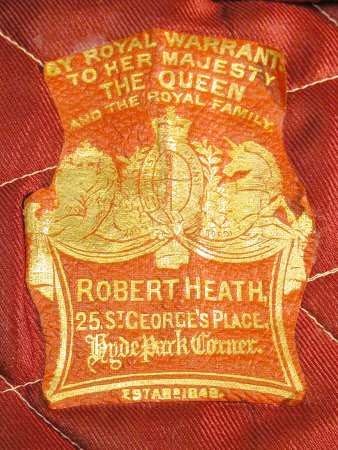 BY ROYAL WARRANT
TO HER MAJESTY
THE QUEEN
AND THE ROYAL FAMILY.
ROBERT HEATH,
25, ST GEORGE'S PLACE,
Hyde Park Corner.
ESTABD 1848.